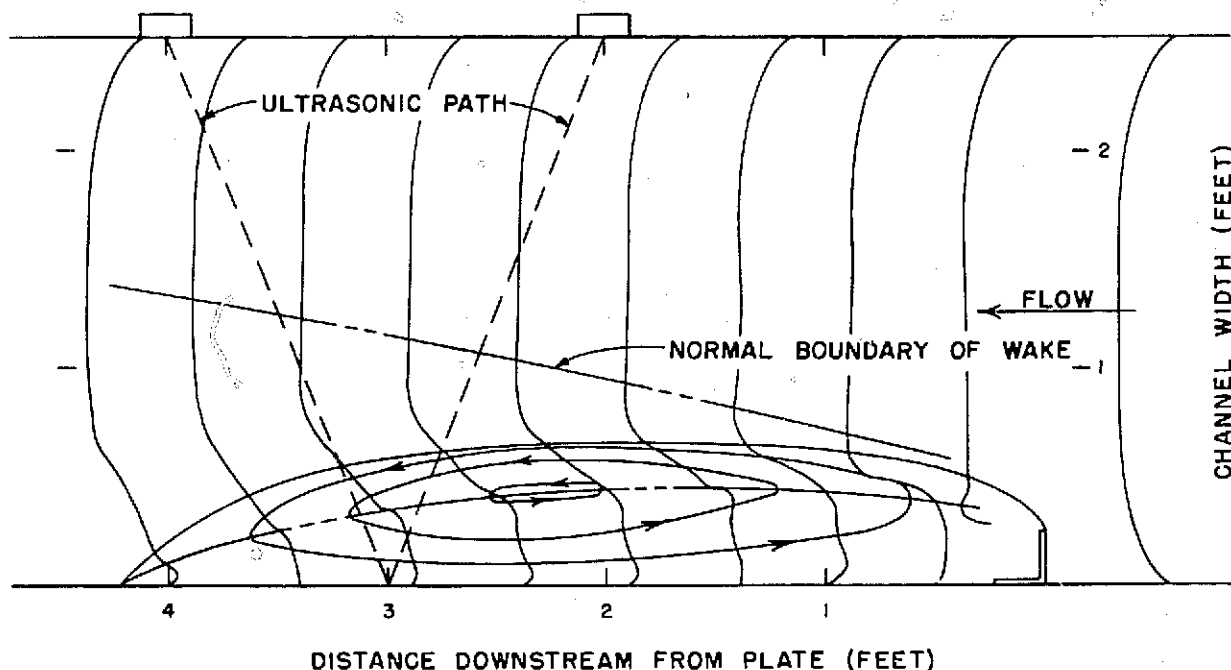 ULTRASONIC PATH
2
FLOW
NORMAL BOUNDARY OF WAKE
1
CHANNEL WIDTH (FEET)
4 3 2 1
DISTANCE DOWNSTREAM FROM PLATE (FEET)